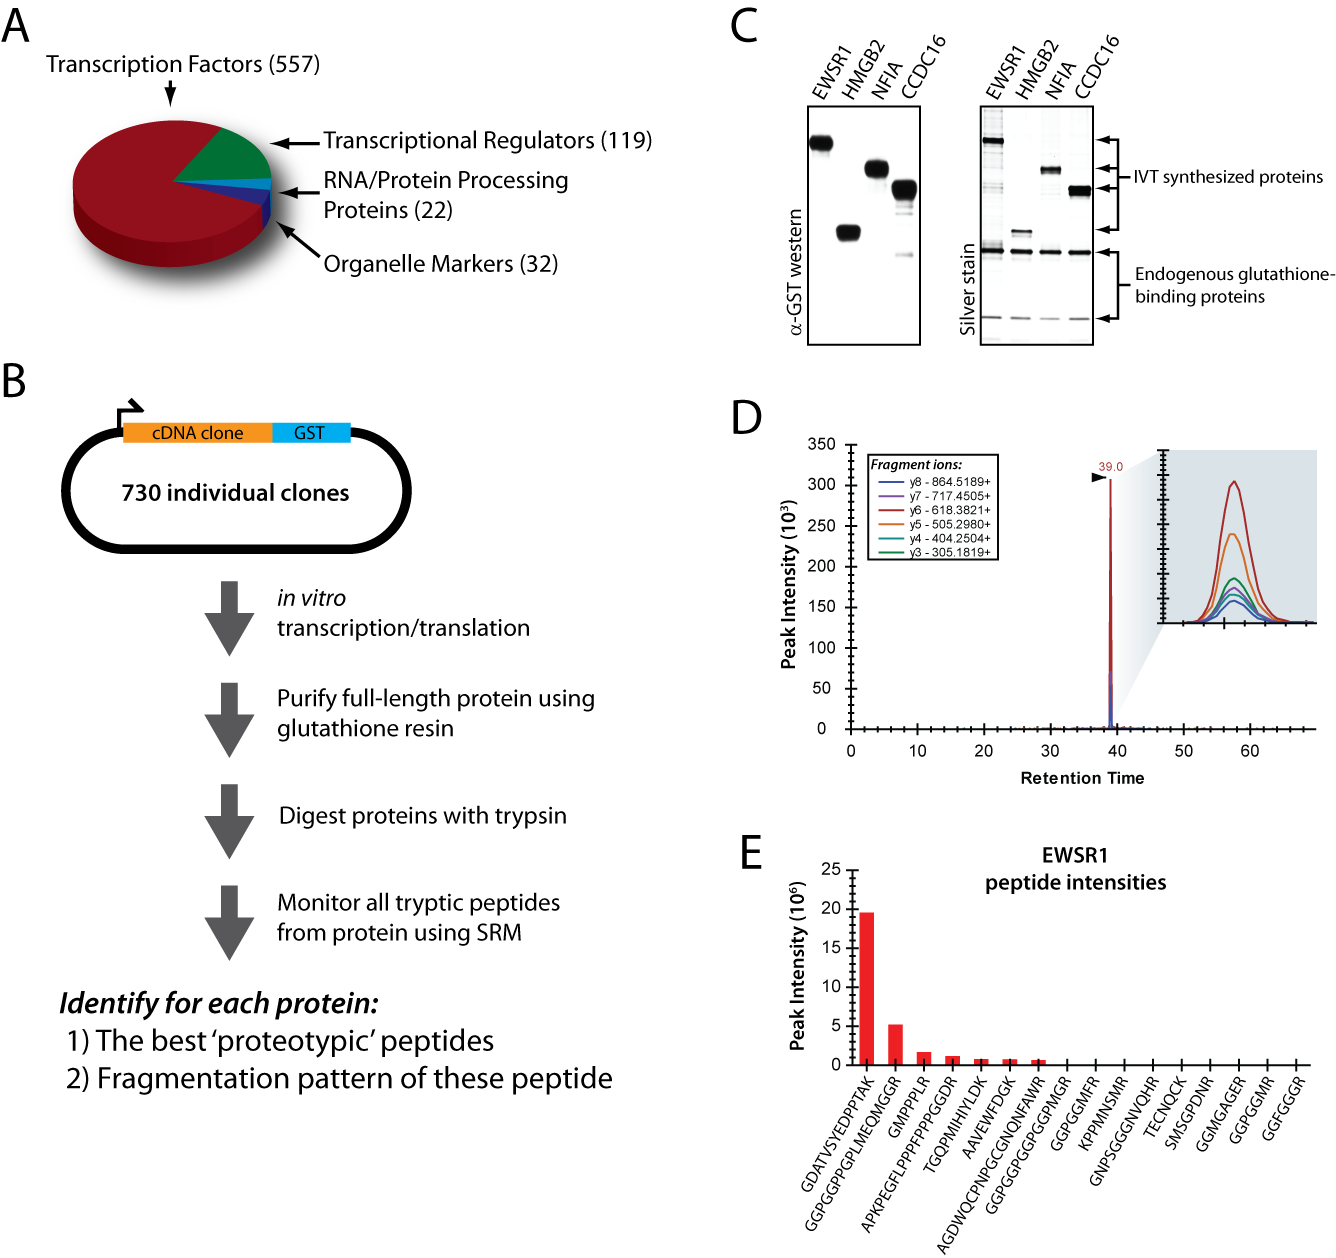 A
Transcription Factors (557)
Transcriptional Regulators (119)
RNA/Protein Processing
Proteins (22)
Organelle Markers (32)
B
cDNA clone
GST
730 individual clones
in vitro
transcription/translation
Purify full-length protein using
glutathione resin
Digest proteins with trypsin
Monitor all tryptic peptides
from protein using SRM
Identify for each protein:
1) The best ‘proteotypic’ peptides
2) Fragmentation pattern of these peptide
C
EWSR1
HMGB2
NFIA
CCDC16
α-GST western
EWSR1
HMGB2
NFIA
CCDC16
Silver stain
IVT synthesized proteins
Endogenous glutathione-
binding proteins
D
Peak Intensity (10³)
350
300
250
200
150
100
50
0
Fragment ions:
y8 - 864.5189+
y7 - 717.4505+
y6 - 618.3821+
y5 - 505.2980+
y4 - 404.2504+
y3 - 305.1819+
39.0
0 10 20 30 40 50 60
Retention Time
E
EWSR1
peptide intensities
Peak Intensity (10⁶)
25
20
15
10
5
0
GDATVSYEDPPTAK
GGPGGPPGPLMEQMGGR
GMPPPLR
APKPEGFLPPPFPPPGGDR
TGQPMIHIYLDK
AAVEWFDGK
AGDWQCPNPGCGNQNFAWR
GGPGGPGGPGGPMGR
GGPGGMFR
KPPMNSMR
GNPSGGGNVQHR
TECNQCK
SMSGPDNR
GGMGAGER
GGPGGMR
GGFGGGR